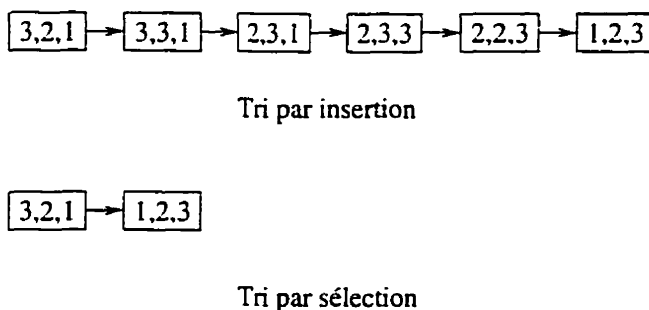 3,2,1 3,3,1 2,3,1 2,3,3 2,2,3 1,2,3
Tri par insertion
3,2,1 1,2,3
Tri par sélection